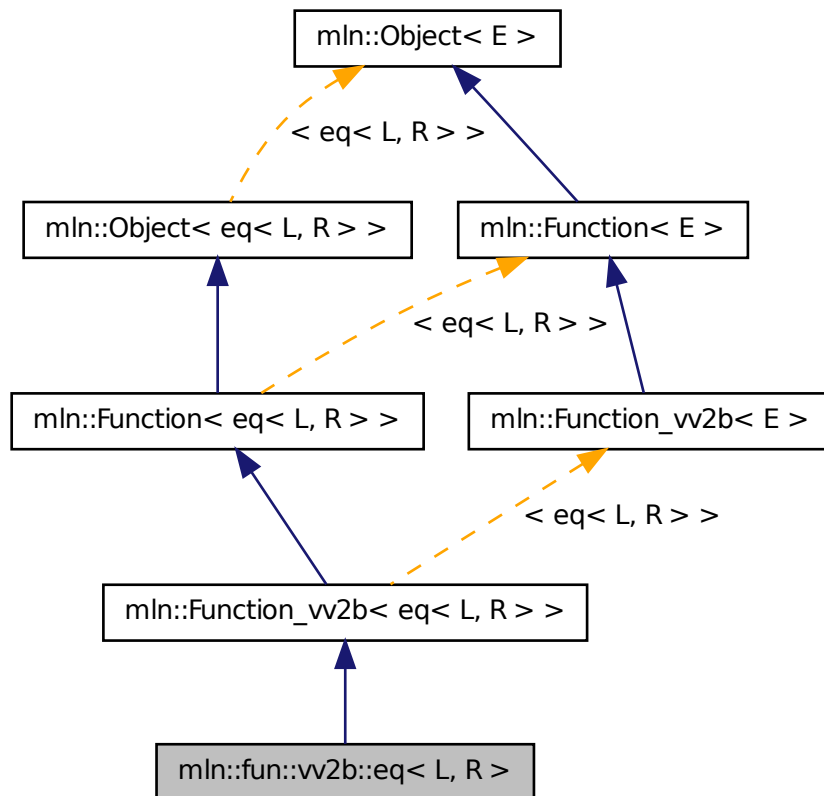 mln::Object< E >
< eq< L, R > >
mln::Object< eq< L, R > >
mln::Function< E >
< eq< L, R > >
mln::Function< eq< L, R > >
mln::Function_vv2b< E >
< eq< L, R > >
mln::Function_vv2b< eq< L, R > >
mln::fun::vv2b::eq< L, R >